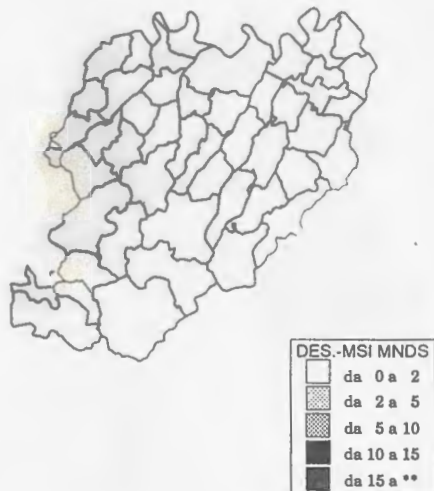 DES.-MSI MNDS
da 0 a 2
da 2 a 5
da 5 a 10
da 10 a 15
da 15 a **